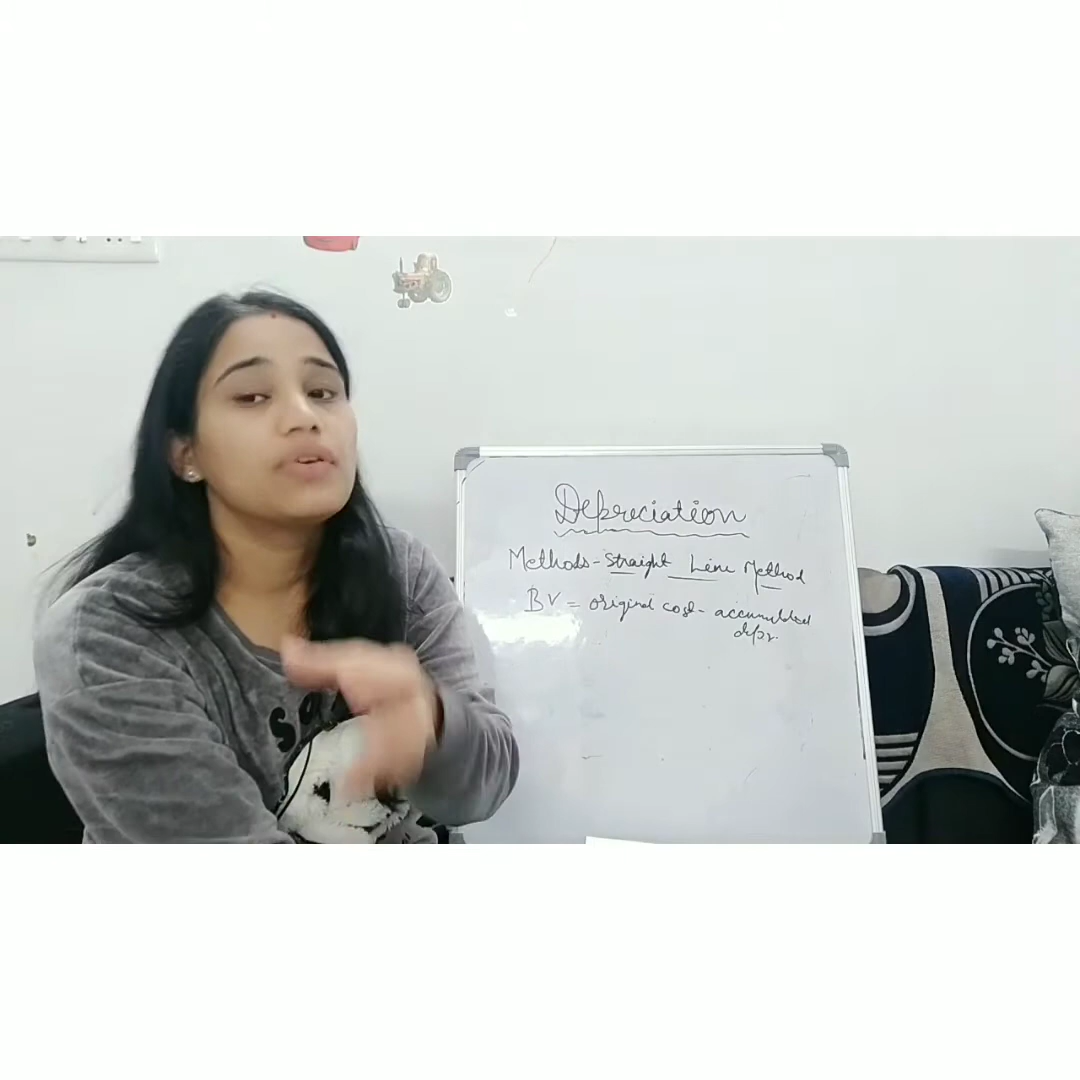 Depreciation
Methods - Straight Line Method
BV = original cost - accumulated
depr.